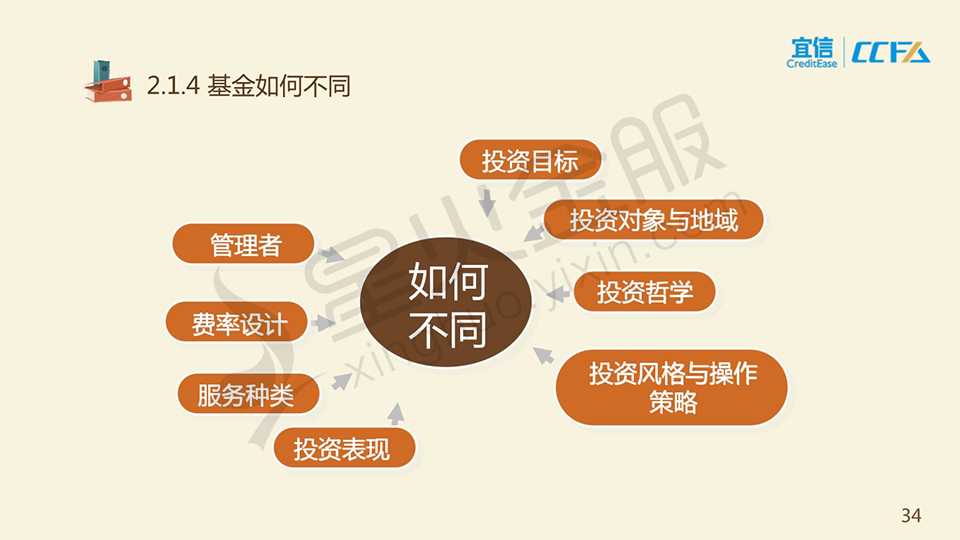 宜信
CreditEase
CCFA
2.1.4 基金如何不同
投资目标
投资对象与地域
管理者
投资哲学
如何
不同
费率设计
投资风格与操作
策略
服务种类
投资表现
星火金服
xinghuo.yixin.com
34